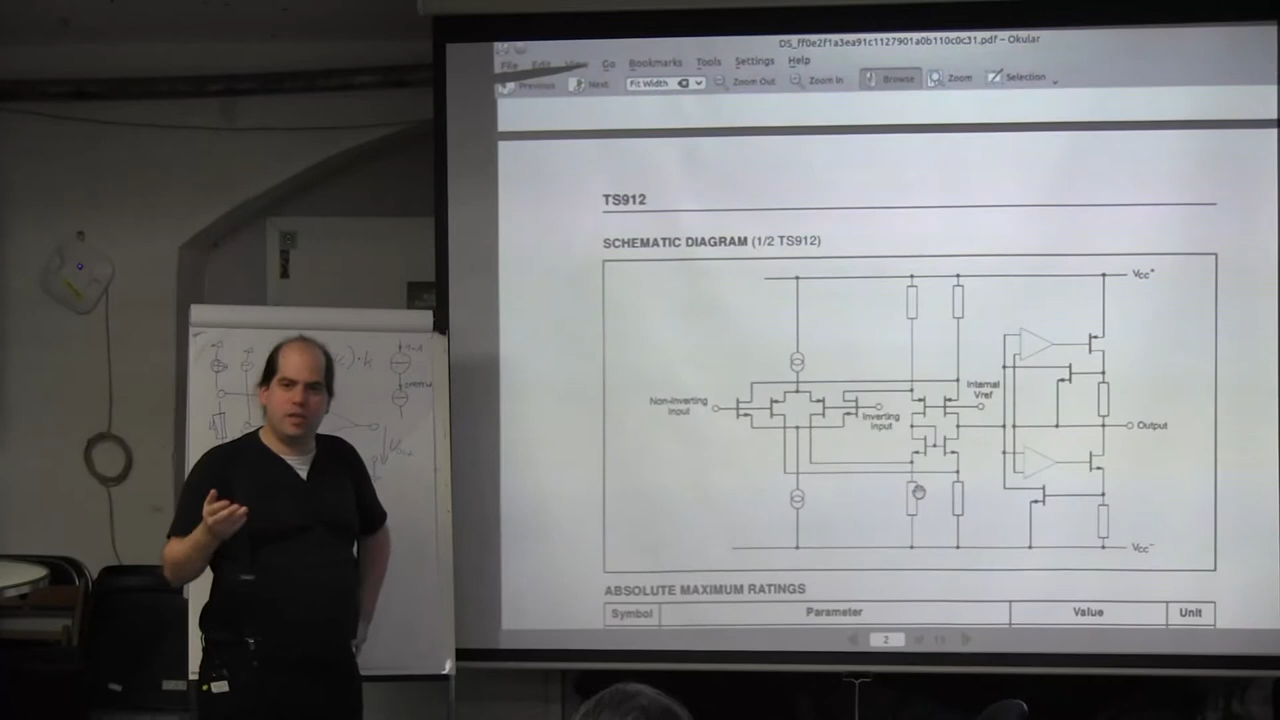 DS_ff0e2f1a3ea91c1127901a0b110c0c31.pdf – Okular
File Edit View Go Bookmarks Tools Settings Help
Previous Next Fit Width Zoom Out Zoom In Browse Zoom Selection
TS912
SCHEMATIC DIAGRAM (1/2 TS912)
VCC+
Non-Inverting
Input
Internal
Vref
Inverting
Input
Output
VCC-
ABSOLUTE MAXIMUM RATINGS
Symbol Parameter Value Unit
2 of 15